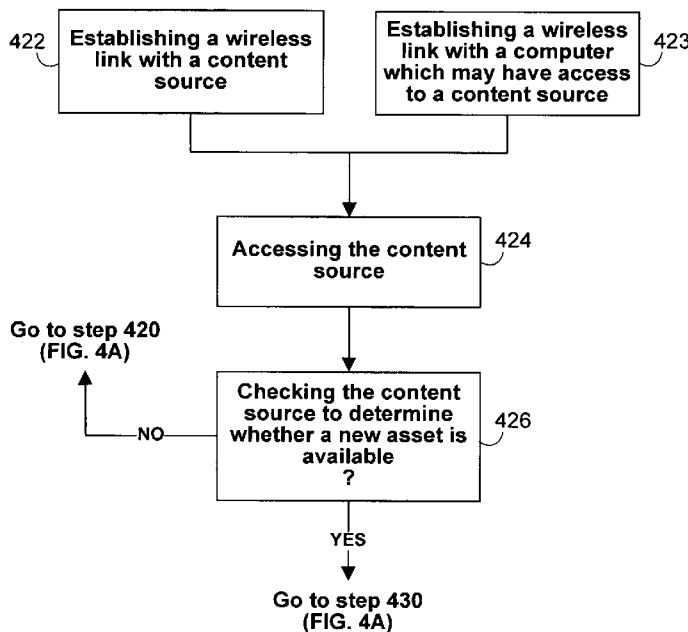 422
Establishing a wireless
link with a content
source
Establishing a wireless
link with a computer
which may have access
to a content source
423
Accessing the content
source
424
Go to step 420
(FIG. 4A)
Checking the content
source to determine
whether a new asset is
available
?
426
NO
YES
Go to step 430
(FIG. 4A)